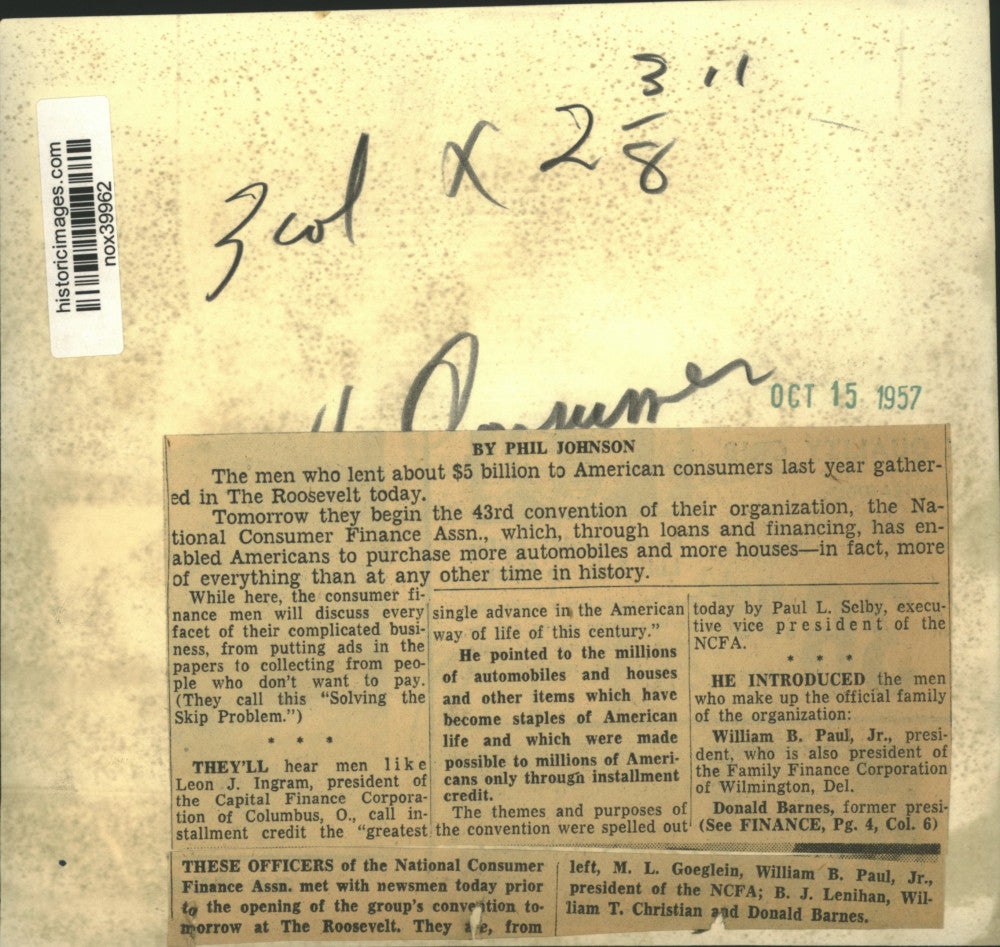 3 col x 2 3/8 "
historicimages.com
nox39962
Consumer
OCT 15 1957
BY PHIL JOHNSON
The men who lent about $5 billion to American consumers last year gather-
ed in The Roosevelt today.
Tomorrow they begin the 43rd convention of their organization, the Na-
tional Consumer Finance Assn., which, through loans and financing, has en-
abled Americans to purchase more automobiles and more houses—in fact, more
of everything than at any other time in history.
While here, the consumer fi-
nance men will discuss every
facet of their complicated busi-
ness, from putting ads in the
papers to collecting from peo-
ple who don't want to pay.
(They call this "Solving the
Skip Problem.")
* * *
THEY'LL hear men like
Leon J. Ingram, president of
the Capital Finance Corpora-
tion of Columbus, O., call in-
stallment credit the "greatest
single advance in the American
way of life of this century."
He pointed to the millions
of automobiles and houses
and other items which have
become staples of American
life and which were made
possible to millions of Ameri-
cans only through installment
credit.
The themes and purposes of
the convention were spelled out
today by Paul L. Selby, execu-
tive vice president of the
NCFA.
* * *
HE INTRODUCED the men
who make up the official family
of the organization:
William B. Paul, Jr., presi-
dent, who is also president of
the Family Finance Corporation
of Wilmington, Del.
Donald Barnes, former presi-
(See FINANCE, Pg. 4, Col. 6)
THESE OFFICERS of the National Consumer
Finance Assn. met with newsmen today prior
to the opening of the group's convention to-
morrow at The Roosevelt. They are, from
left, M. L. Goeglein, William B. Paul, Jr.,
president of the NCFA; B. J. Lenihan, Wil-
liam T. Christian and Donald Barnes.